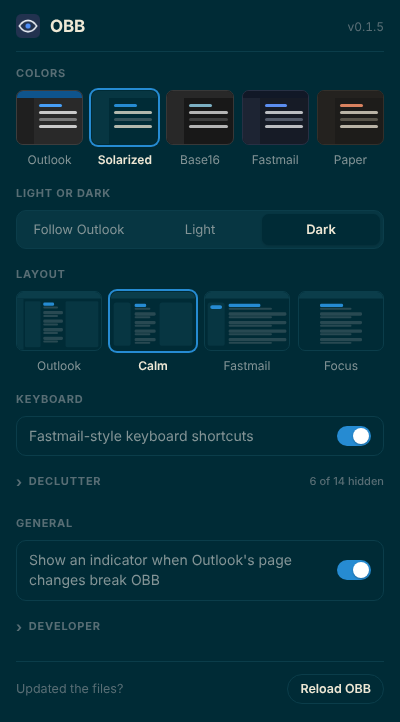 OBB
v0.1.5
COLORS
Outlook
Solarized
Base16
Fastmail
Paper
LIGHT OR DARK
Follow Outlook
Light
Dark
LAYOUT
Outlook
Calm
Fastmail
Focus
KEYBOARD
Fastmail-style keyboard shortcuts
DECLUTTER
6 of 14 hidden
GENERAL
Show an indicator when Outlook's page
changes break OBB
DEVELOPER
Updated the files?
Reload OBB